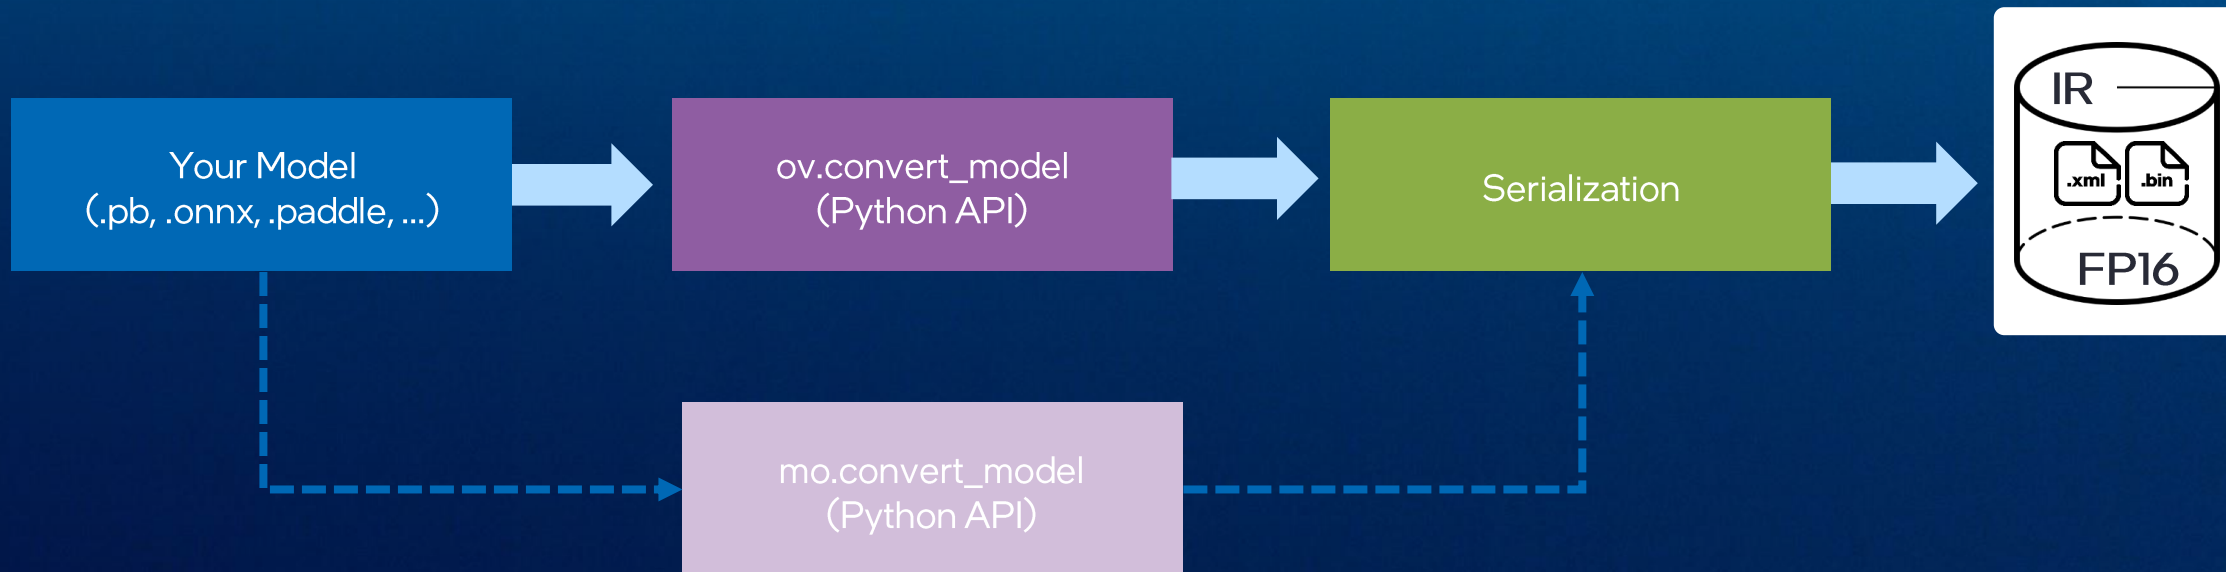 Your Model
(.pb, .onnx, .paddle, ...)
ov.convert_model
(Python API)
Serialization
IR
.xml
.bin
FP16
mo.convert_model
(Python API)